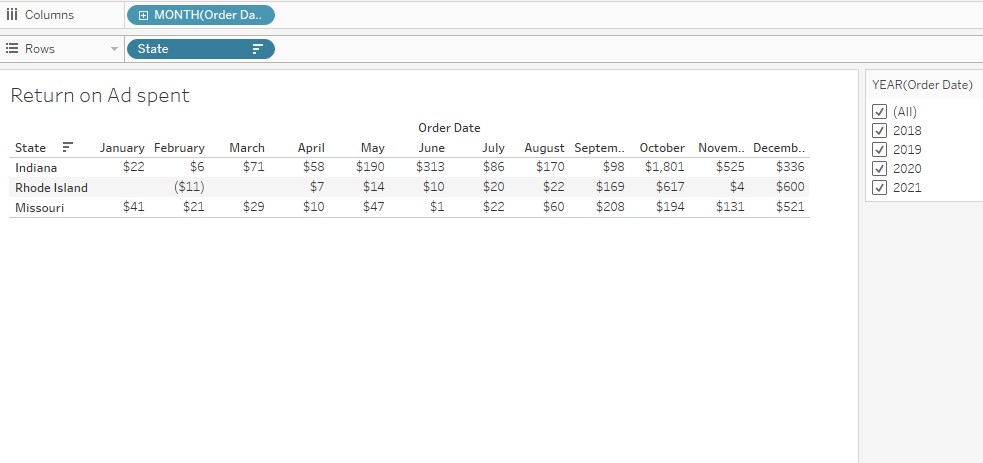 Columns MONTH(Order Da..
Rows State
Return on Ad spent
YEAR(Order Date)
(All)
2018
2019
2020
2021
Order Date
State January February March April May June July August Septem.. October Novem.. Decemb..
Indiana $22 $6 $71 $58 $190 $313 $86 $170 $98 $1,801 $525 $336
Rhode Island ($11) $7 $14 $10 $20 $22 $169 $617 $4 $600
Missouri $41 $21 $29 $10 $47 $1 $22 $60 $208 $194 $131 $521